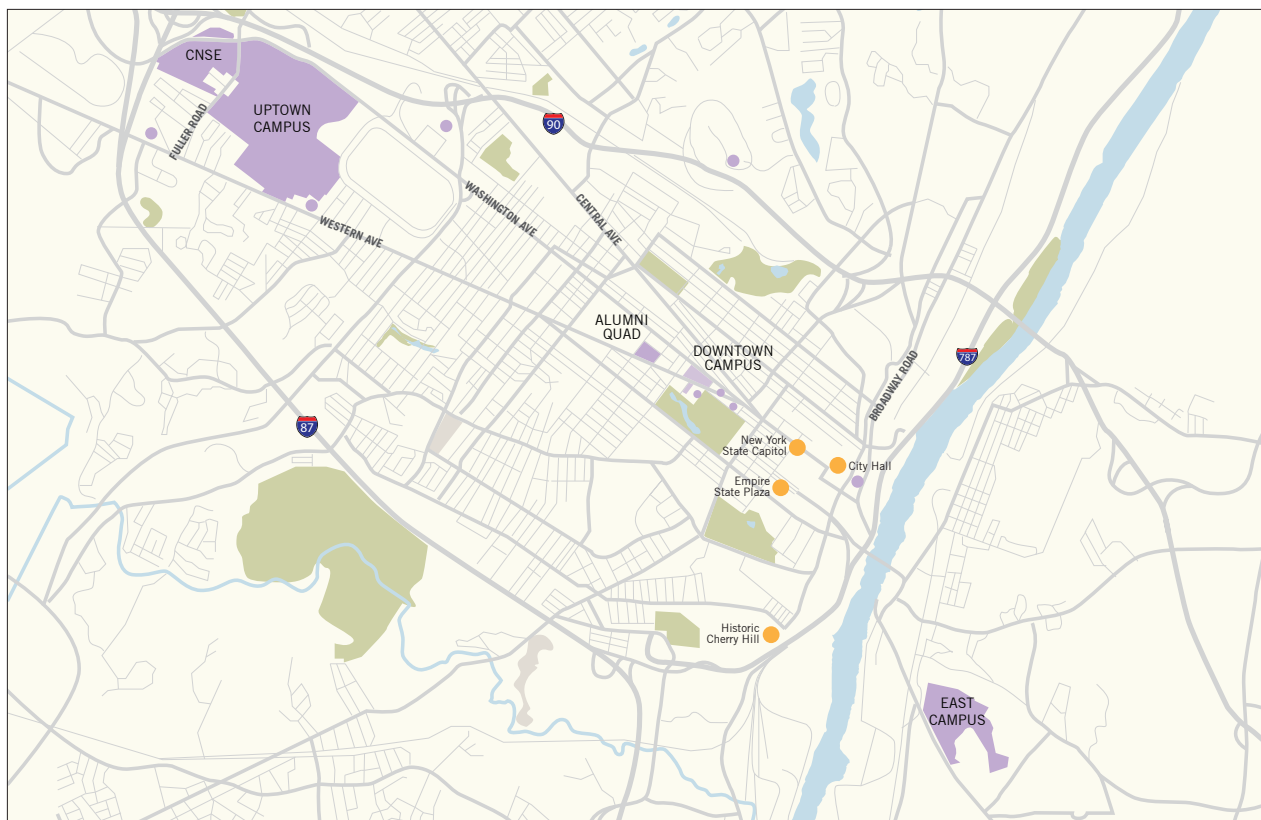 CNSE
UPTOWN
CAMPUS
FULLER ROAD
90
WASHINGTON AVE
CENTRAL AVE
WESTERN AVE
ALUMNI
QUAD
DOWNTOWN
CAMPUS
787
BROADWAY ROAD
87
New York
State Capitol
City Hall
Empire
State Plaza
Historic
Cherry Hill
EAST
CAMPUS